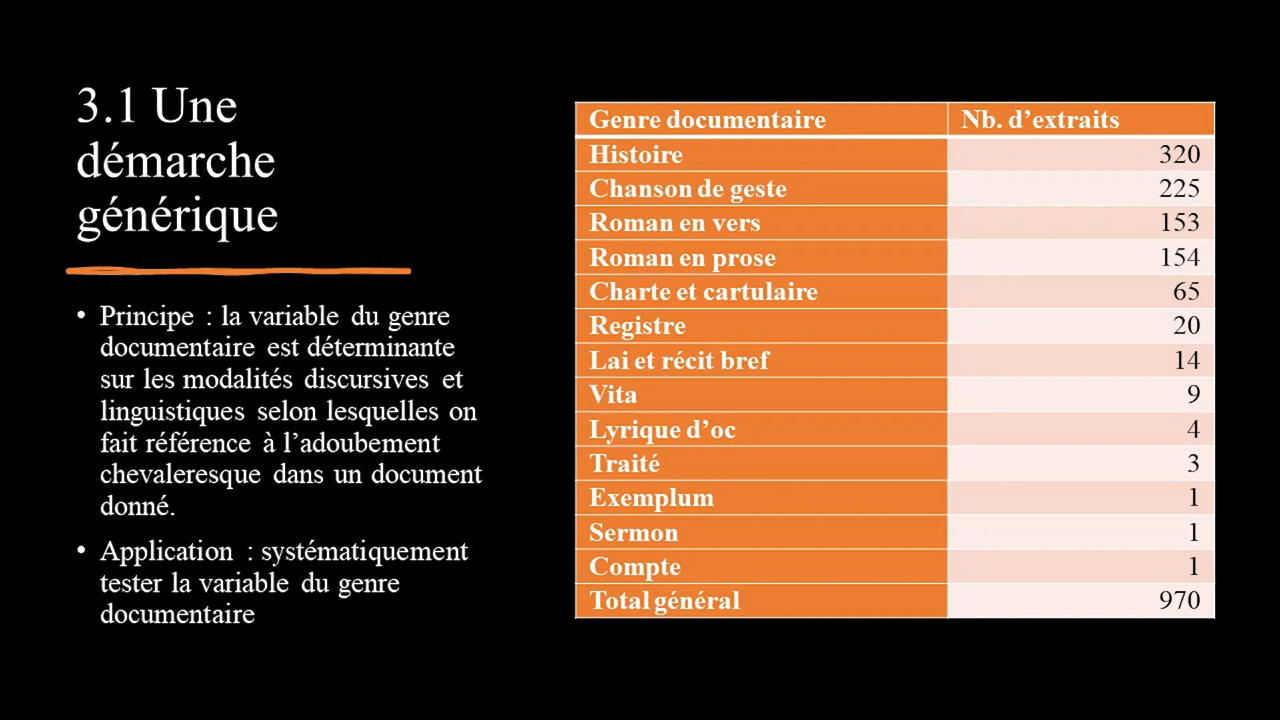 3.1 Une
démarche
générique
• Principe : la variable du genre
documentaire est déterminante
sur les modalités discursives et
linguistiques selon lesquelles on
fait référence à l’adoubement
chevaleresque dans un document
donné.
• Application : systématiquement
tester la variable du genre
documentaire
Genre documentaire Nb. d’extraits
Histoire 320
Chanson de geste 225
Roman en vers 153
Roman en prose 154
Charte et cartulaire 65
Registre 20
Lai et récit bref 14
Vita 9
Lyrique d’oc 4
Traité 3
Exemplum 1
Sermon 1
Compte 1
Total général 970